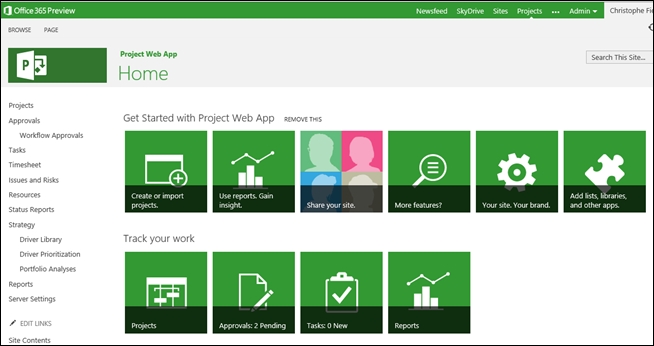 Office 365 Preview
Newsfeed SkyDrive Sites Projects ... Admin Christophe
BROWSE PAGE
P
Project Web App
Home
Search This Site...
Projects
Approvals
Workflow Approvals
Tasks
Timesheet
Issues and Risks
Resources
Status Reports
Strategy
Driver Library
Driver Prioritization
Portfolio Analyses
Reports
Server Settings
EDIT LINKS
Site Contents
Get Started with Project Web App REMOVE THIS
Create or import
projects.
Use reports. Gain
insight.
Share your site.
More features?
Your site. Your brand.
Add lists, libraries,
and other apps.
Track your work
Projects
Approvals: 2 Pending
Tasks: 0 New
Reports